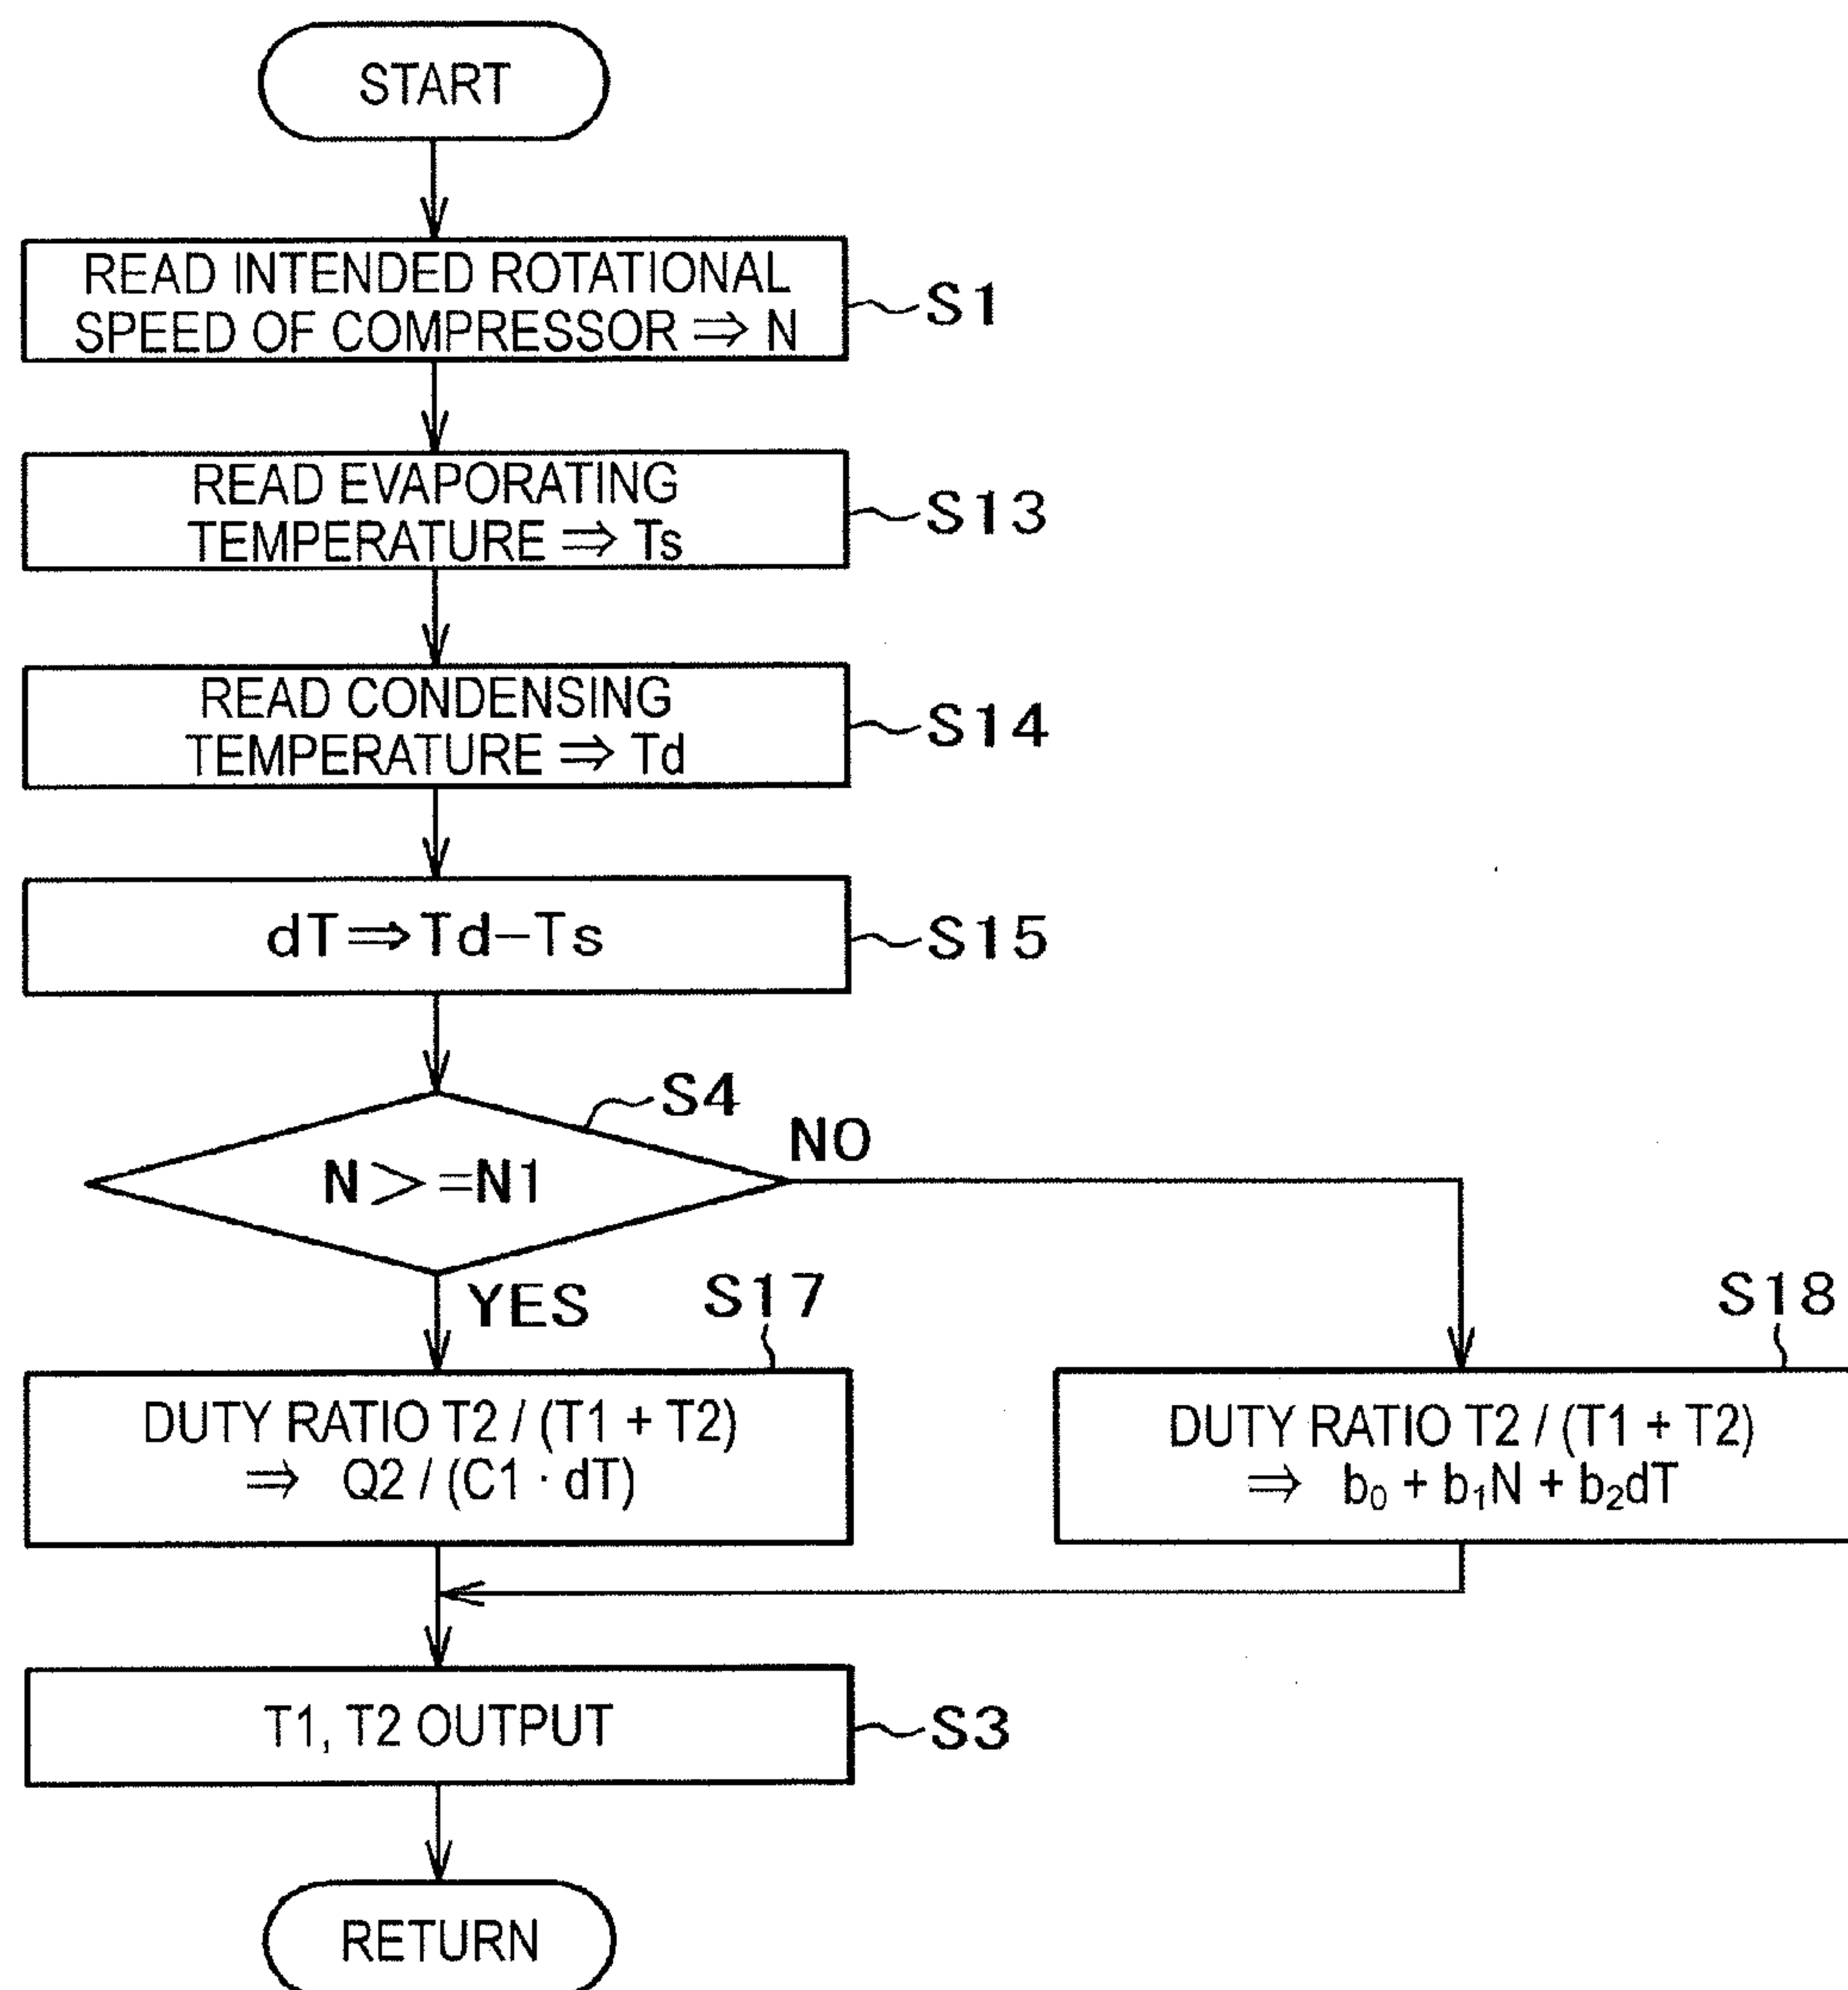 START
READ INTENDED ROTATIONAL
SPEED OF COMPRESSOR ⇒ N
S1
READ EVAPORATING
TEMPERATURE ⇒ Ts
S13
READ CONDENSING
TEMPERATURE ⇒ Td
S14
dT⇒Td−Ts
S15
S4
N>=N1
NO
YES
S17
DUTY RATIO T2 / (T1 + T2)
⇒ Q2 / (C1 · dT)
S18
DUTY RATIO T2 / (T1 + T2)
⇒ b₀ + b₁N + b₂dT
T1, T2 OUTPUT
S3
RETURN